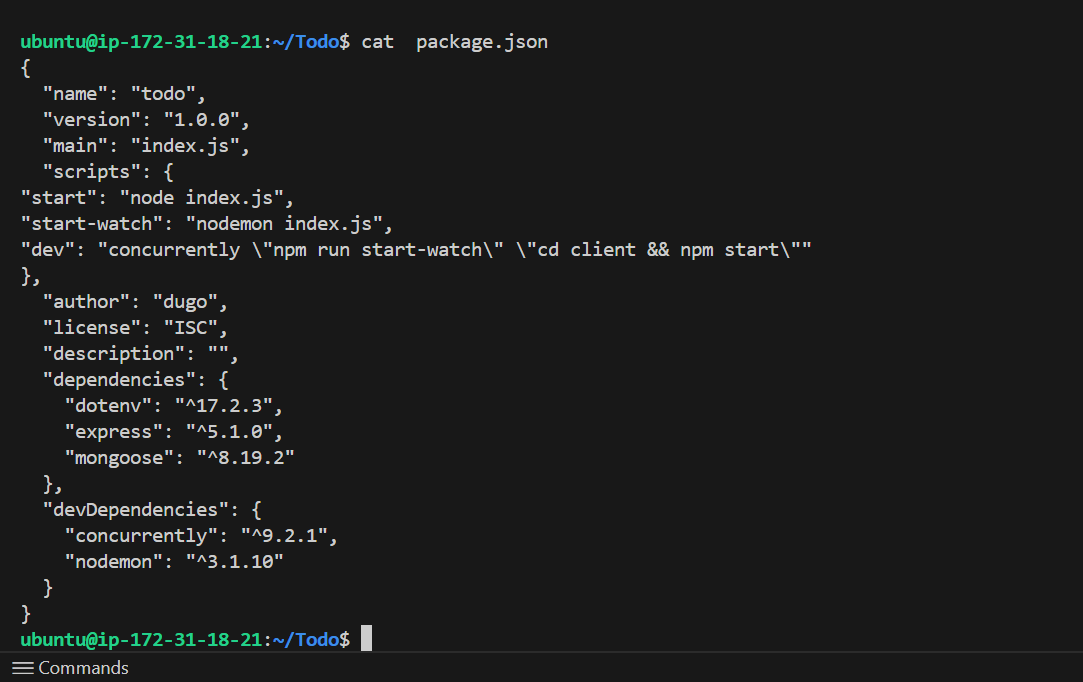 ubuntu@ip-172-31-18-21:~/Todo$ cat  package.json
{
  "name": "todo",
  "version": "1.0.0",
  "main": "index.js",
  "scripts": {
"start": "node index.js",
"start-watch": "nodemon index.js",
"dev": "concurrently \"npm run start-watch\" \"cd client && npm start\""
},
  "author": "dugo",
  "license": "ISC",
  "description": "",
  "dependencies": {
    "dotenv": "^17.2.3",
    "express": "^5.1.0",
    "mongoose": "^8.19.2"
  },
  "devDependencies": {
    "concurrently": "^9.2.1",
    "nodemon": "^3.1.10"
  }
}
ubuntu@ip-172-31-18-21:~/Todo$
Commands